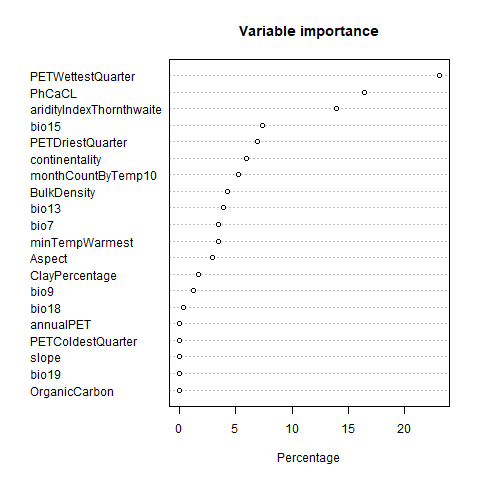 Variable importance
PETWettestQuarter
PhCaCL
aridityIndexThornthwaite
bio15
PETDriestQuarter
continentality
monthCountByTemp10
BulkDensity
bio13
bio7
minTempWarmest
Aspect
ClayPercentage
bio9
bio18
annualPET
PETColdestQuarter
slope
bio19
OrganicCarbon
0 5 10 15 20
Percentage